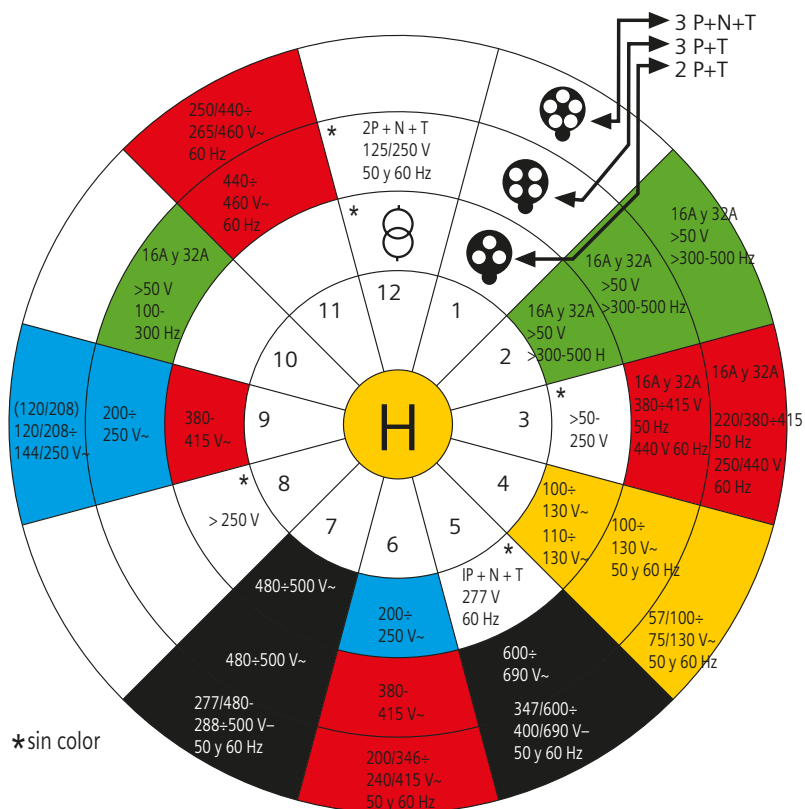 3 P+N+T
3 P+T
2 P+T
250/440÷
265/460 V~
60 Hz
440÷
460 V~
60 Hz
*
2P + N + T
125/250 V
50 y 60 Hz
*
16A y 32A
>50 V
>300-500 Hz
16A y 32A
>50 V
>300-500 Hz
16A y 32A
>50 V
>300-500 H
16A y 32A
>50 V
100-
300 Hz
12
11
1
10
2
9
3
8
4
7
5
6
H
(120/208)
120/208÷
144/250 V~
200÷
250 V~
380-
415 V~
*
>50-
250 V
16A y 32A
380÷415 V
50 Hz
440 V 60 Hz
16A y 32A
220/380÷415
50 Hz
250/440 V
60 Hz
*
> 250 V
100÷
130 V~
110÷
130 V~
100÷
130 V~
50 y 60 Hz
57/100÷
75/130 V~
50 y 60 Hz
*
IP + N + T
277 V
60 Hz
480÷500 V~
480÷500 V~
277/480-
288÷500 V–
50 y 60 Hz
200÷
250 V~
380-
415 V~
200/346÷
240/415 V~
50 y 60 Hz
600÷
690 V~
347/600÷
400/690 V–
50 y 60 Hz
*sin color